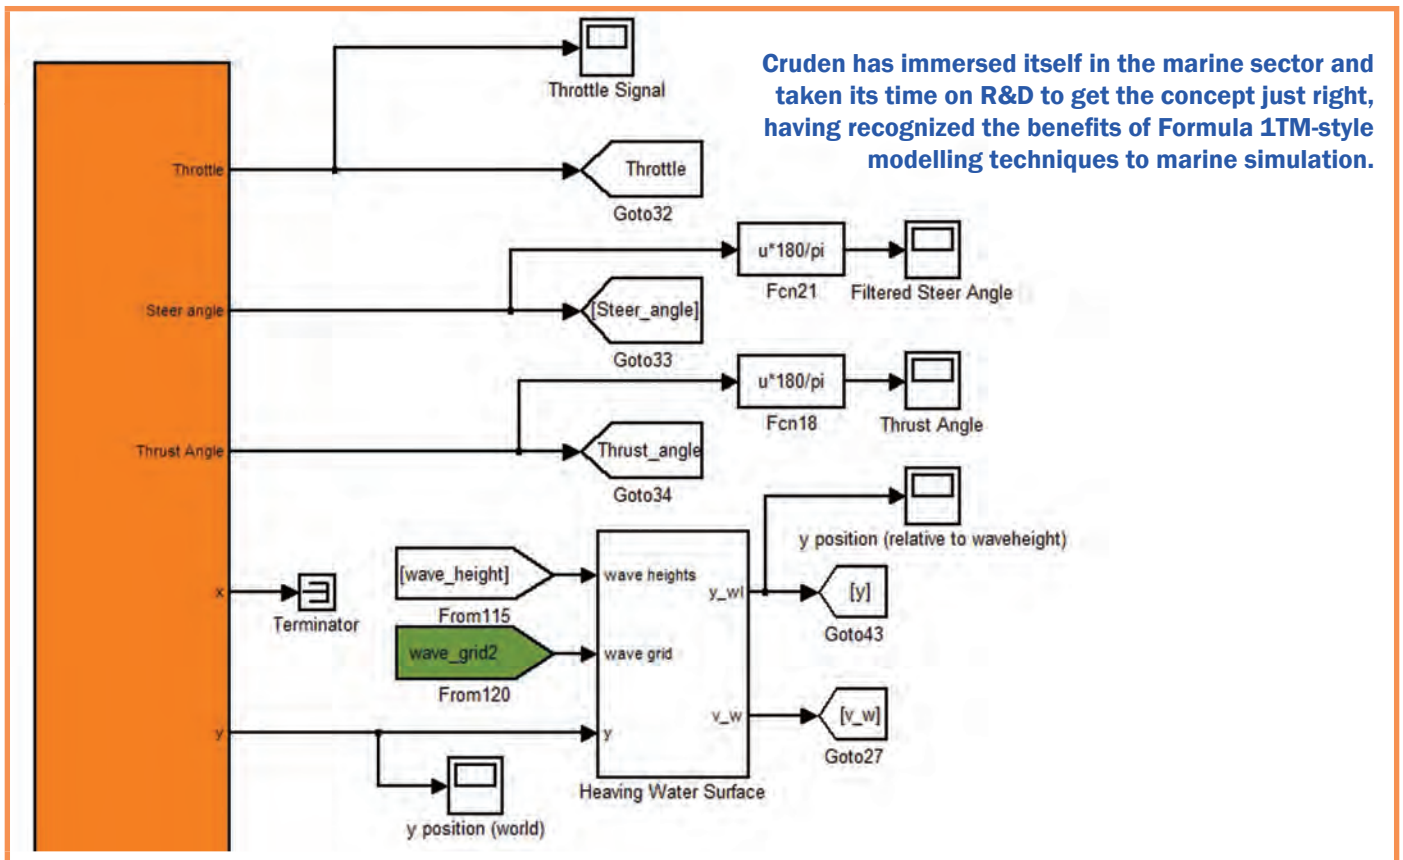 Cruden has immersed itself in the marine sector and
taken its time on R&D to get the concept just right,
having recognized the benefits of Formula 1TM-style
modelling techniques to marine simulation.
Throttle Signal
Throttle
Throttle
Goto32
u*180/pi
Fcn21
Filtered Steer Angle
Steer angle
[Steer_angle]
Goto33
u*180/pi
Fcn18
Thrust Angle
Thrust Angle
Thrust_angle
Goto34
y position (relative to waveheight)
[wave_height]
From115
wave heights
y_wl
[y]
Goto43
x
Terminator
wave_grid2
From120
wave grid
v_w
[v_w]
Goto27
y
y
Heaving Water Surface
y position (world)